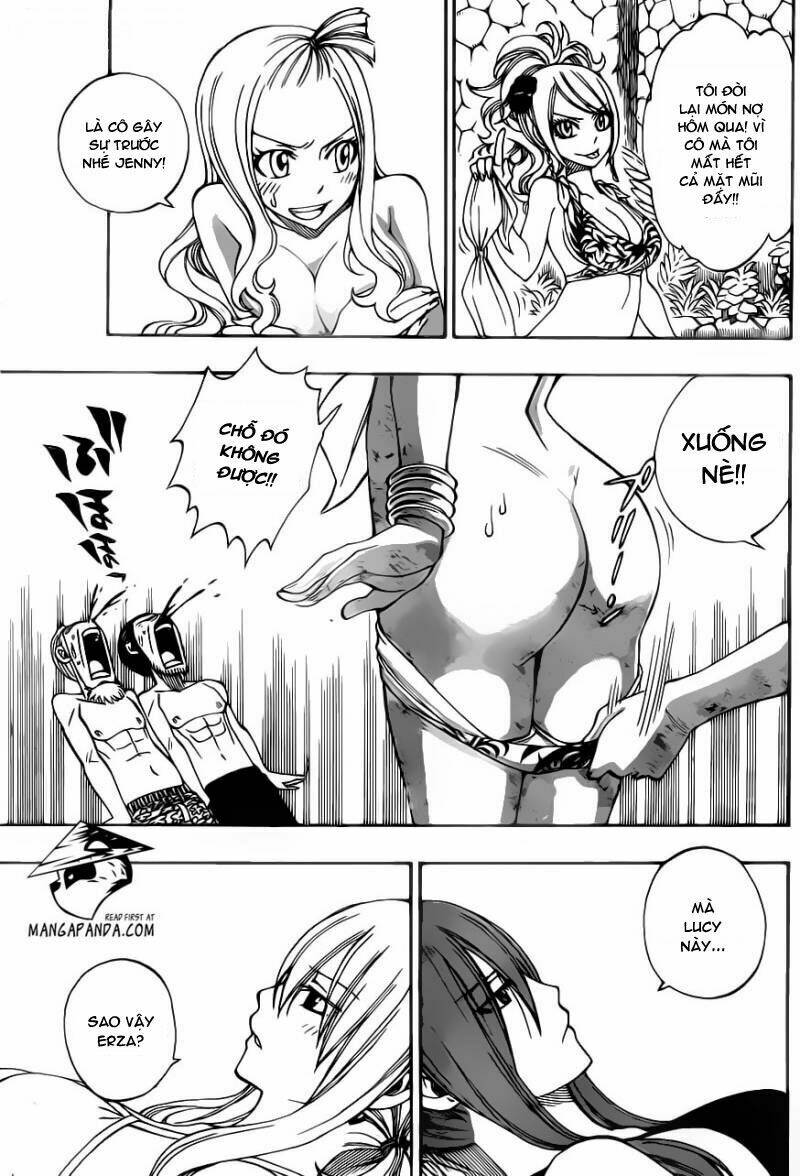 TÔI ĐÒI
LẠI MÓN NỢ
HÔM QUA! VÌ
CÔ MÀ TÔI
MẤT HẾT
CẢ MẶT MŨI
ĐẤY!!
LÀ CÔ GÂY
SỰ TRƯỚC
NHÉ JENNY!
XUỐNG
NÈ!!
CHỖ ĐÓ
KHÔNG
ĐƯỢC!!
MÀ
LUCY
NÀY...
SAO VẬY
ERZA?
READ FIRST AT
MANGAPANDA.COM